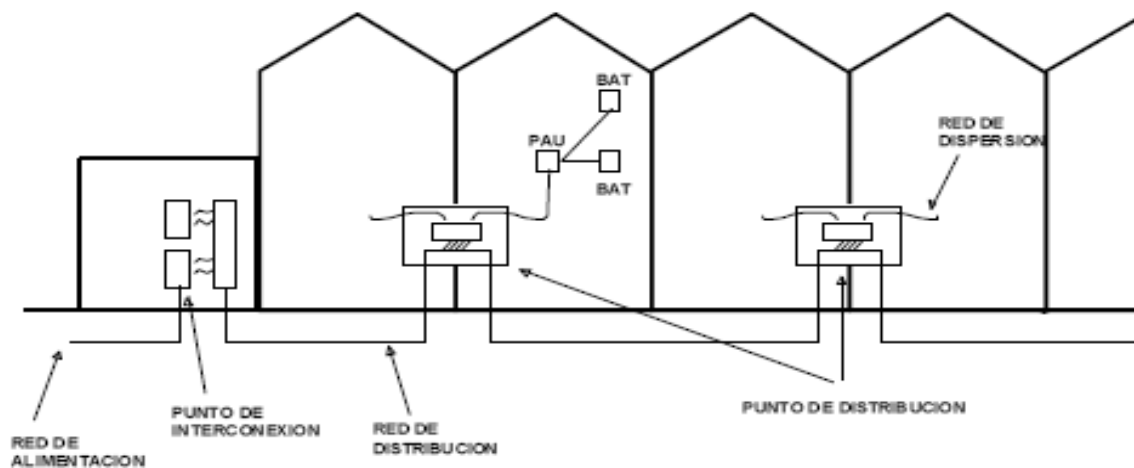 BAT
PAU
BAT
RED DE
DISPERSION
PUNTO DE
INTERCONEXION
RED DE
ALIMENTACION
RED DE
DISTRIBUCION
PUNTO DE DISTRIBUCION